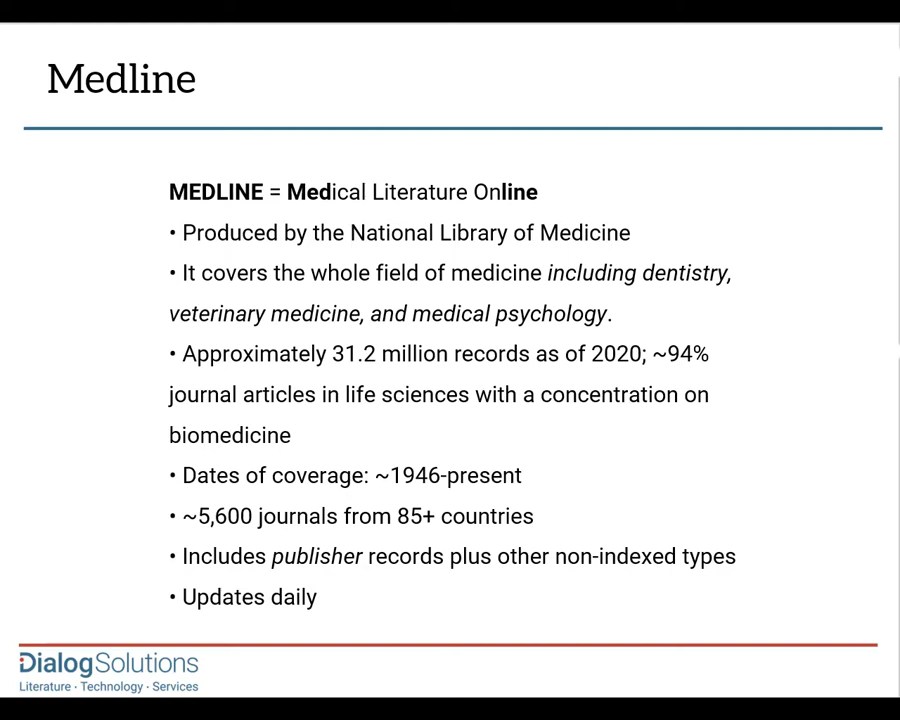 Medline
MEDLINE = Medical Literature Online
• Produced by the National Library of Medicine
• It covers the whole field of medicine including dentistry,
veterinary medicine, and medical psychology.
• Approximately 31.2 million records as of 2020; ~94%
journal articles in life sciences with a concentration on
biomedicine
• Dates of coverage: ~1946-present
• ~5,600 journals from 85+ countries
• Includes publisher records plus other non-indexed types
• Updates daily
DialogSolutions
Literature · Technology · Services